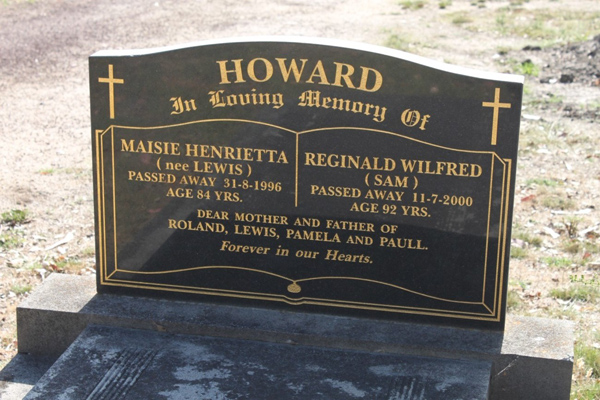 HOWARD
In Loving Memory Of
MAISIE HENRIETTA
( nee LEWIS )
PASSED AWAY 31-8-1996
AGE 84 YRS.
REGINALD WILFRED
( SAM )
PASSED AWAY 11-7-2000
AGE 92 YRS.
DEAR MOTHER AND FATHER OF
ROLAND, LEWIS, PAMELA AND PAULL.
Forever in our Hearts.